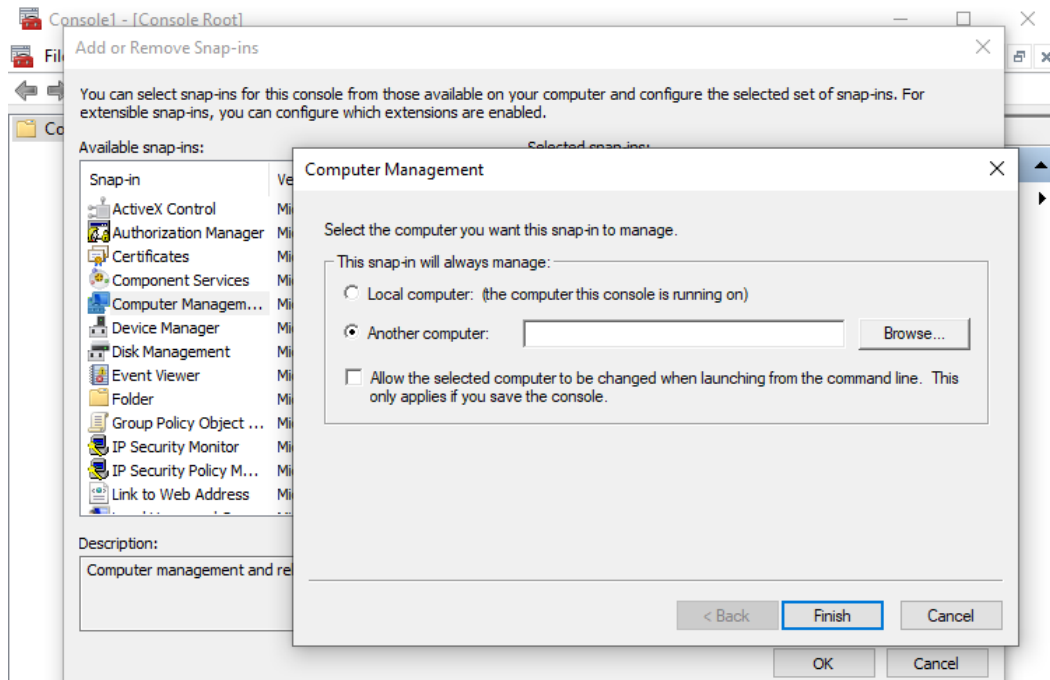 Console1 - [Console Root]
Fil
Add or Remove Snap-ins
You can select snap-ins for this console from those available on your computer and configure the selected set of snap-ins. For
extensible snap-ins, you can configure which extensions are enabled.
Co
Available snap-ins:
Selected snap-ins:
Snap-in Ve
ActiveX Control Mi
Authorization Manager Mi
Certificates Mi
Component Services Mi
Computer Managem... Mi
Device Manager Mi
Disk Management Mi
Event Viewer Mi
Folder Mi
Group Policy Object ... Mi
IP Security Monitor Mi
IP Security Policy M... Mi
Link to Web Address Mi
Description:
Computer management and rel
Computer Management
Select the computer you want this snap-in to manage.
This snap-in will always manage:
Local computer: (the computer this console is running on)
Another computer:
Browse...
Allow the selected computer to be changed when launching from the command line. This
only applies if you save the console.
< Back Finish Cancel
OK Cancel